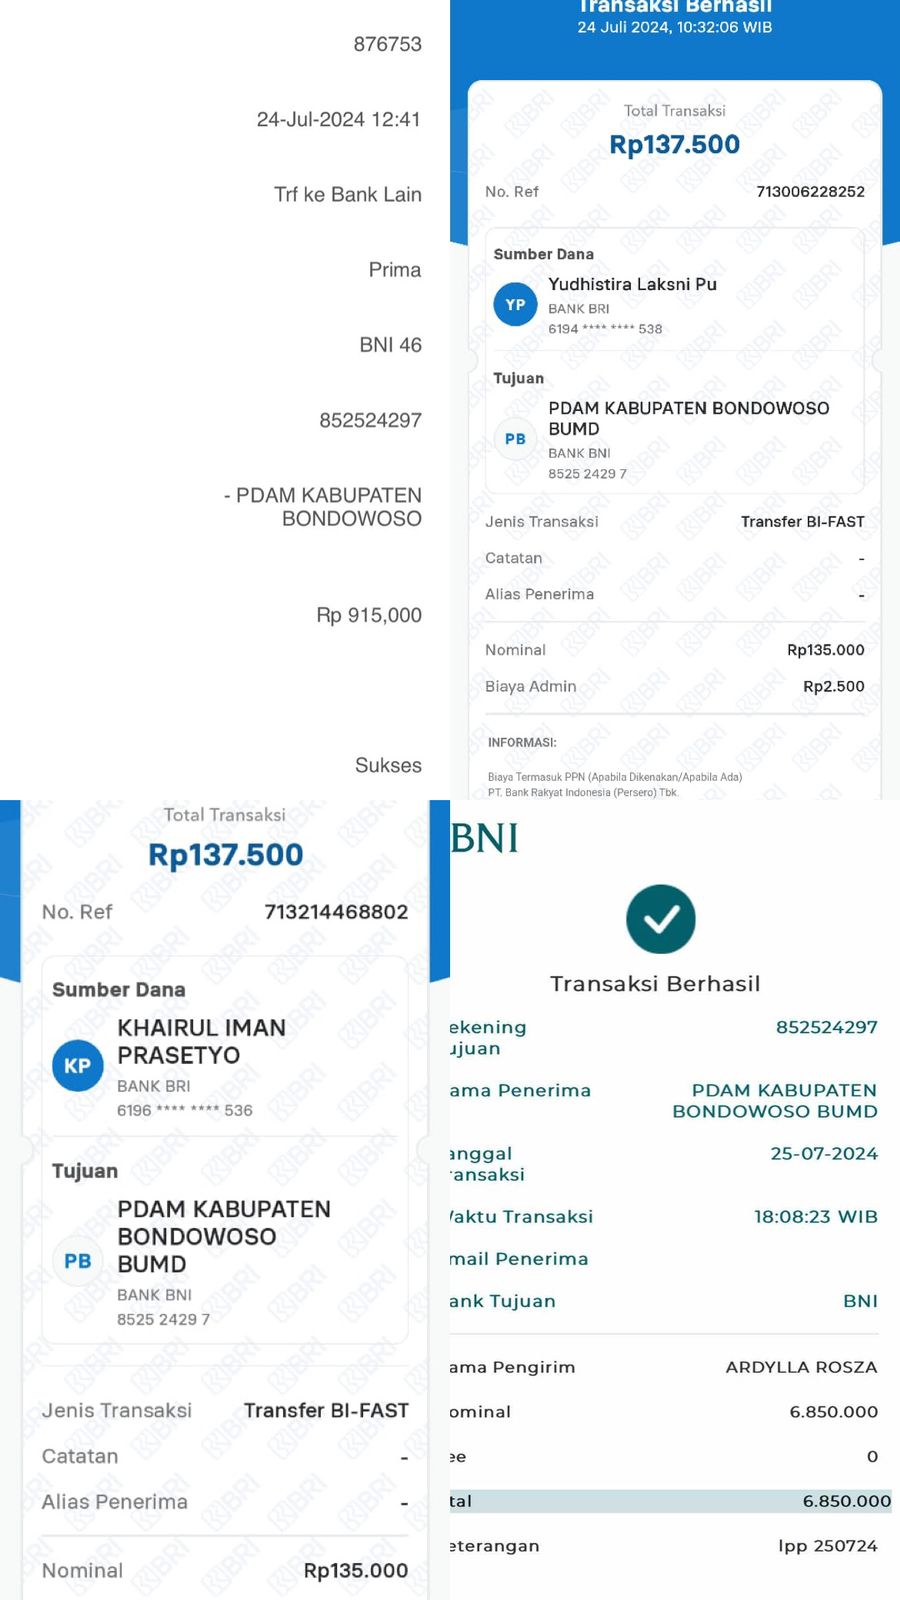 876753
24-Jul-2024 12:41
Trf ke Bank Lain
Prima
BNI 46
852524297
- PDAM KABUPATEN
BONDOWOSO
Rp 915,000
Sukses
Transaksi Berhasil
24 Juli 2024, 10:32:06 WIB
Total Transaksi
Rp137.500
No. Ref 713006228252
Sumber Dana
Yudhistira Laksni Pu
YP
BANK BRI
6194 **** **** 538
Tujuan
PDAM KABUPATEN BONDOWOSO
BUMD
PB
BANK BNI
8525 2429 7
Jenis Transaksi Transfer BI-FAST
Catatan -
Alias Penerima -
Nominal Rp135.000
Biaya Admin Rp2.500
INFORMASI:
Biaya Termasuk PPN (Apabila Dikenakan/Apabila Ada)
PT. Bank Rakyat Indonesia (Persero) Tbk.
Total Transaksi
Rp137.500
No. Ref 713214468802
Sumber Dana
KHAIRUL IMAN
PRASETYO
KP
BANK BRI
6196 **** **** 536
Tujuan
PDAM KABUPATEN
BONDOWOSO
BUMD
PB
BANK BNI
8525 2429 7
Jenis Transaksi Transfer BI-FAST
Catatan -
Alias Penerima -
Nominal Rp135.000
BNI
Transaksi Berhasil
ekening 852524297
ujuan
ama Penerima PDAM KABUPATEN
BONDOWOSO BUMD
anggal 25-07-2024
ransaksi
aktu Transaksi 18:08:23 WIB
mail Penerima
ank Tujuan BNI
ama Pengirim ARDYLLA ROSZA
ominal 6.850.000
ee 0
tal 6.850.000
eterangan lpp 250724